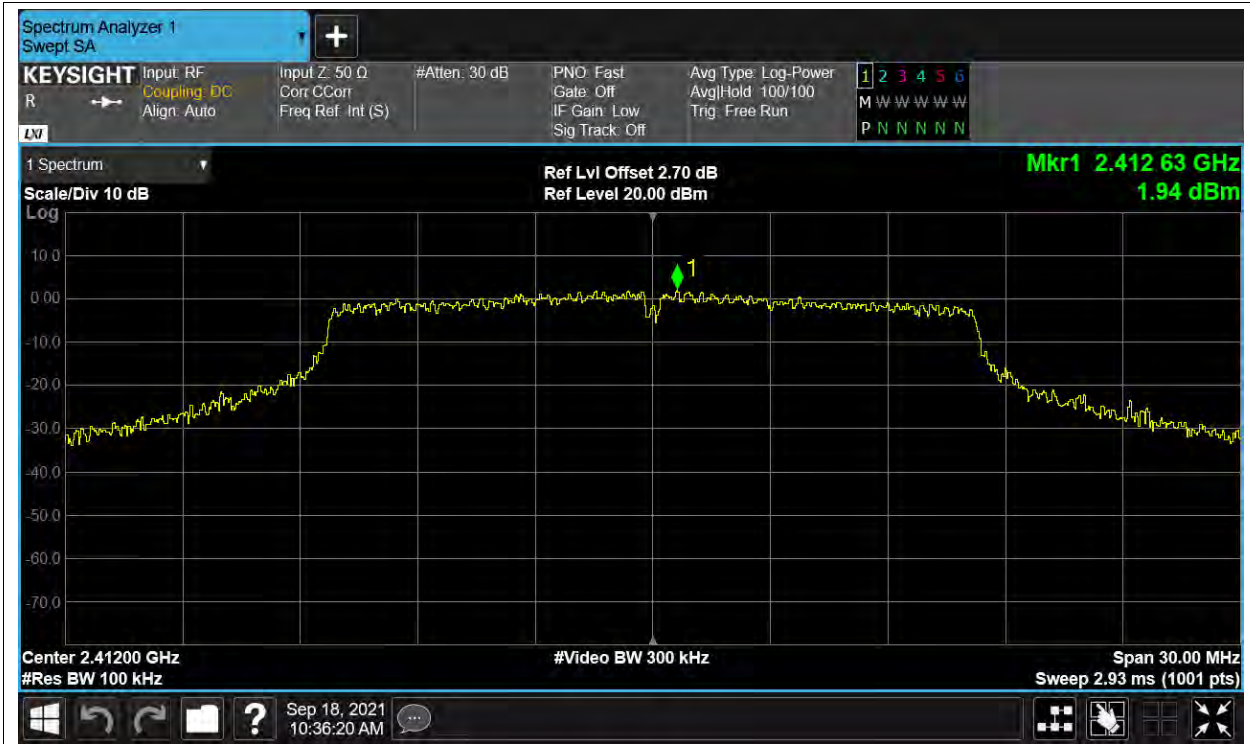 Spectrum Analyzer 1
Swept SA
KEYSIGHT
R
LXI
Input: RF
Coupling: DC
Align: Auto
Input Z: 50 Ω
Corr CCorr
Freq Ref: Int (S)
#Atten: 30 dB
PNO: Fast
Gate: Off
IF Gain: Low
Sig Track: Off
Avg Type: Log-Power
Avg|Hold: 100/100
Trig: Free Run
1 2 3 4 5 6
M W W W W W
P N N N N N
1 Spectrum
Scale/Div 10 dB
Ref Lvl Offset 2.70 dB
Ref Level 20.00 dBm
Mkr1 2.412 63 GHz
1.94 dBm
Log
10.0
0.00
-10.0
-20.0
-30.0
-40.0
-50.0
-60.0
-70.0
1
Center 2.41200 GHz
#Res BW 100 kHz
#Video BW 300 kHz
Span 30.00 MHz
Sweep 2.93 ms (1001 pts)
?
Sep 18, 2021
10:36:20 AM